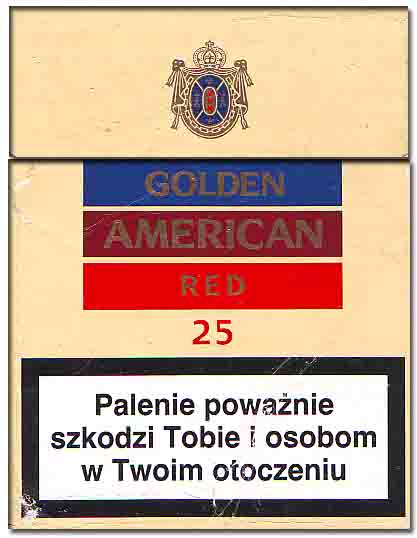 GOLDEN
AMERICAN
RED
25
Palenie poważnie
szkodzi Tobie i osobom
w Twoim otoczeniu